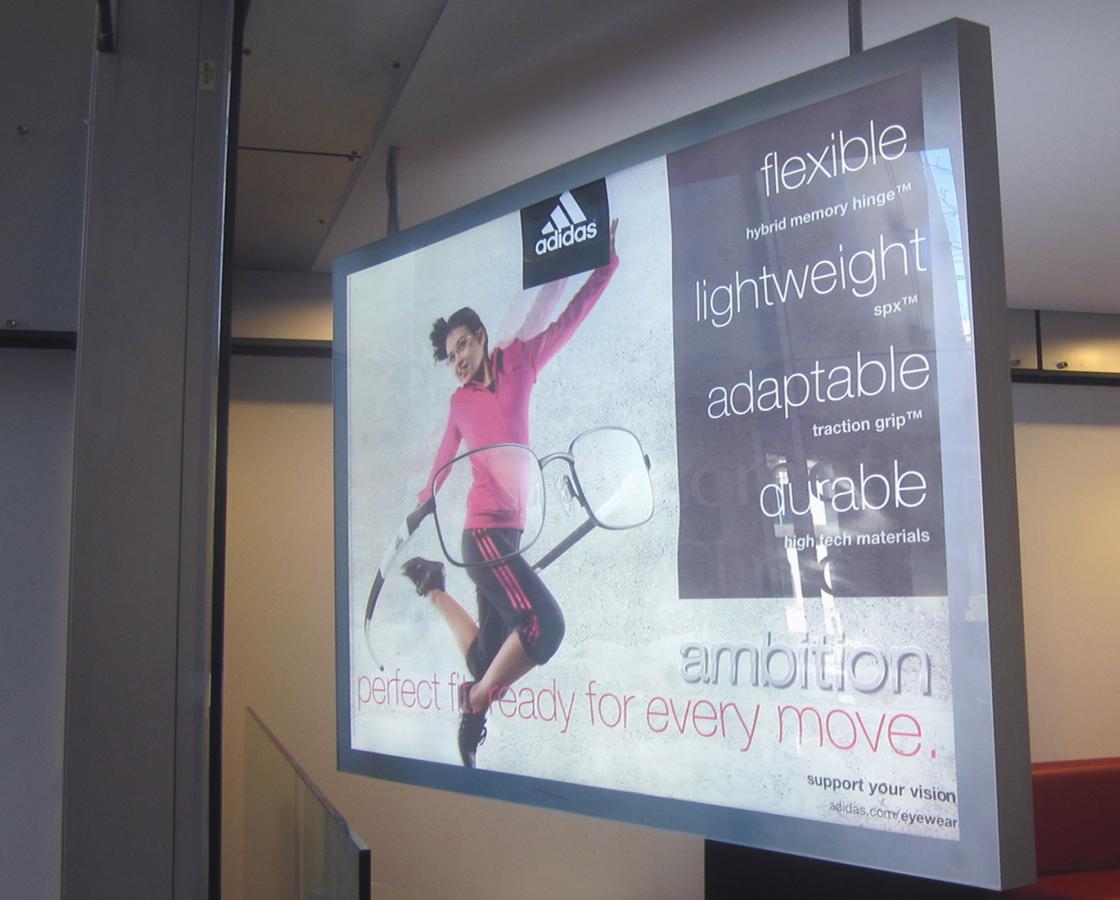 adidas
flexible
hybrid memory hinge™
lightweight
spx™
adaptable
traction grip™
durable
high tech materials
ambition
perfect fit. ready for every move.
support your vision
adidas.com/eyewear